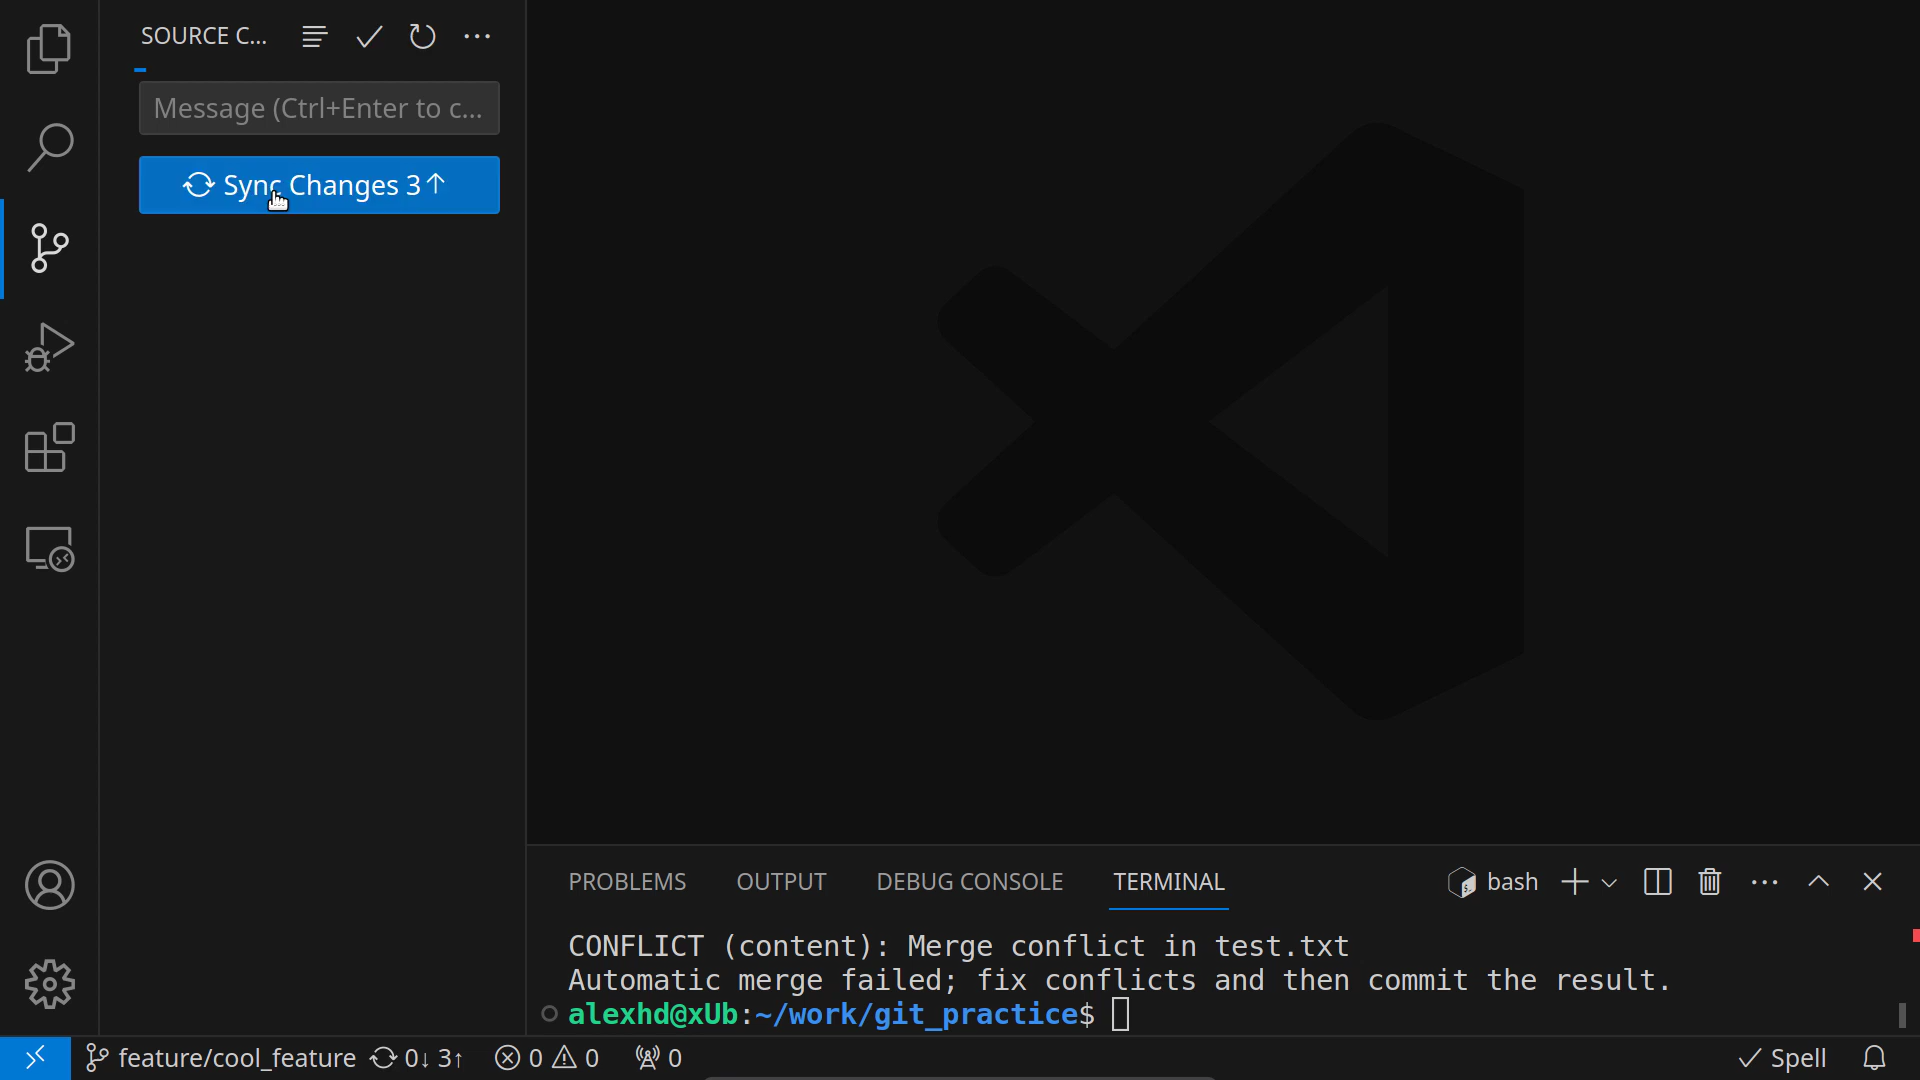 SOURCE C...
Message (Ctrl+Enter to c...
Sync Changes 3↑
PROBLEMS
OUTPUT
DEBUG CONSOLE
TERMINAL
bash
CONFLICT (content): Merge conflict in test.txt
Automatic merge failed; fix conflicts and then commit the result.
alexhd@xUb:~/work/git_practice$
feature/cool_feature 0↓ 3↑ 0 0 0
Spell